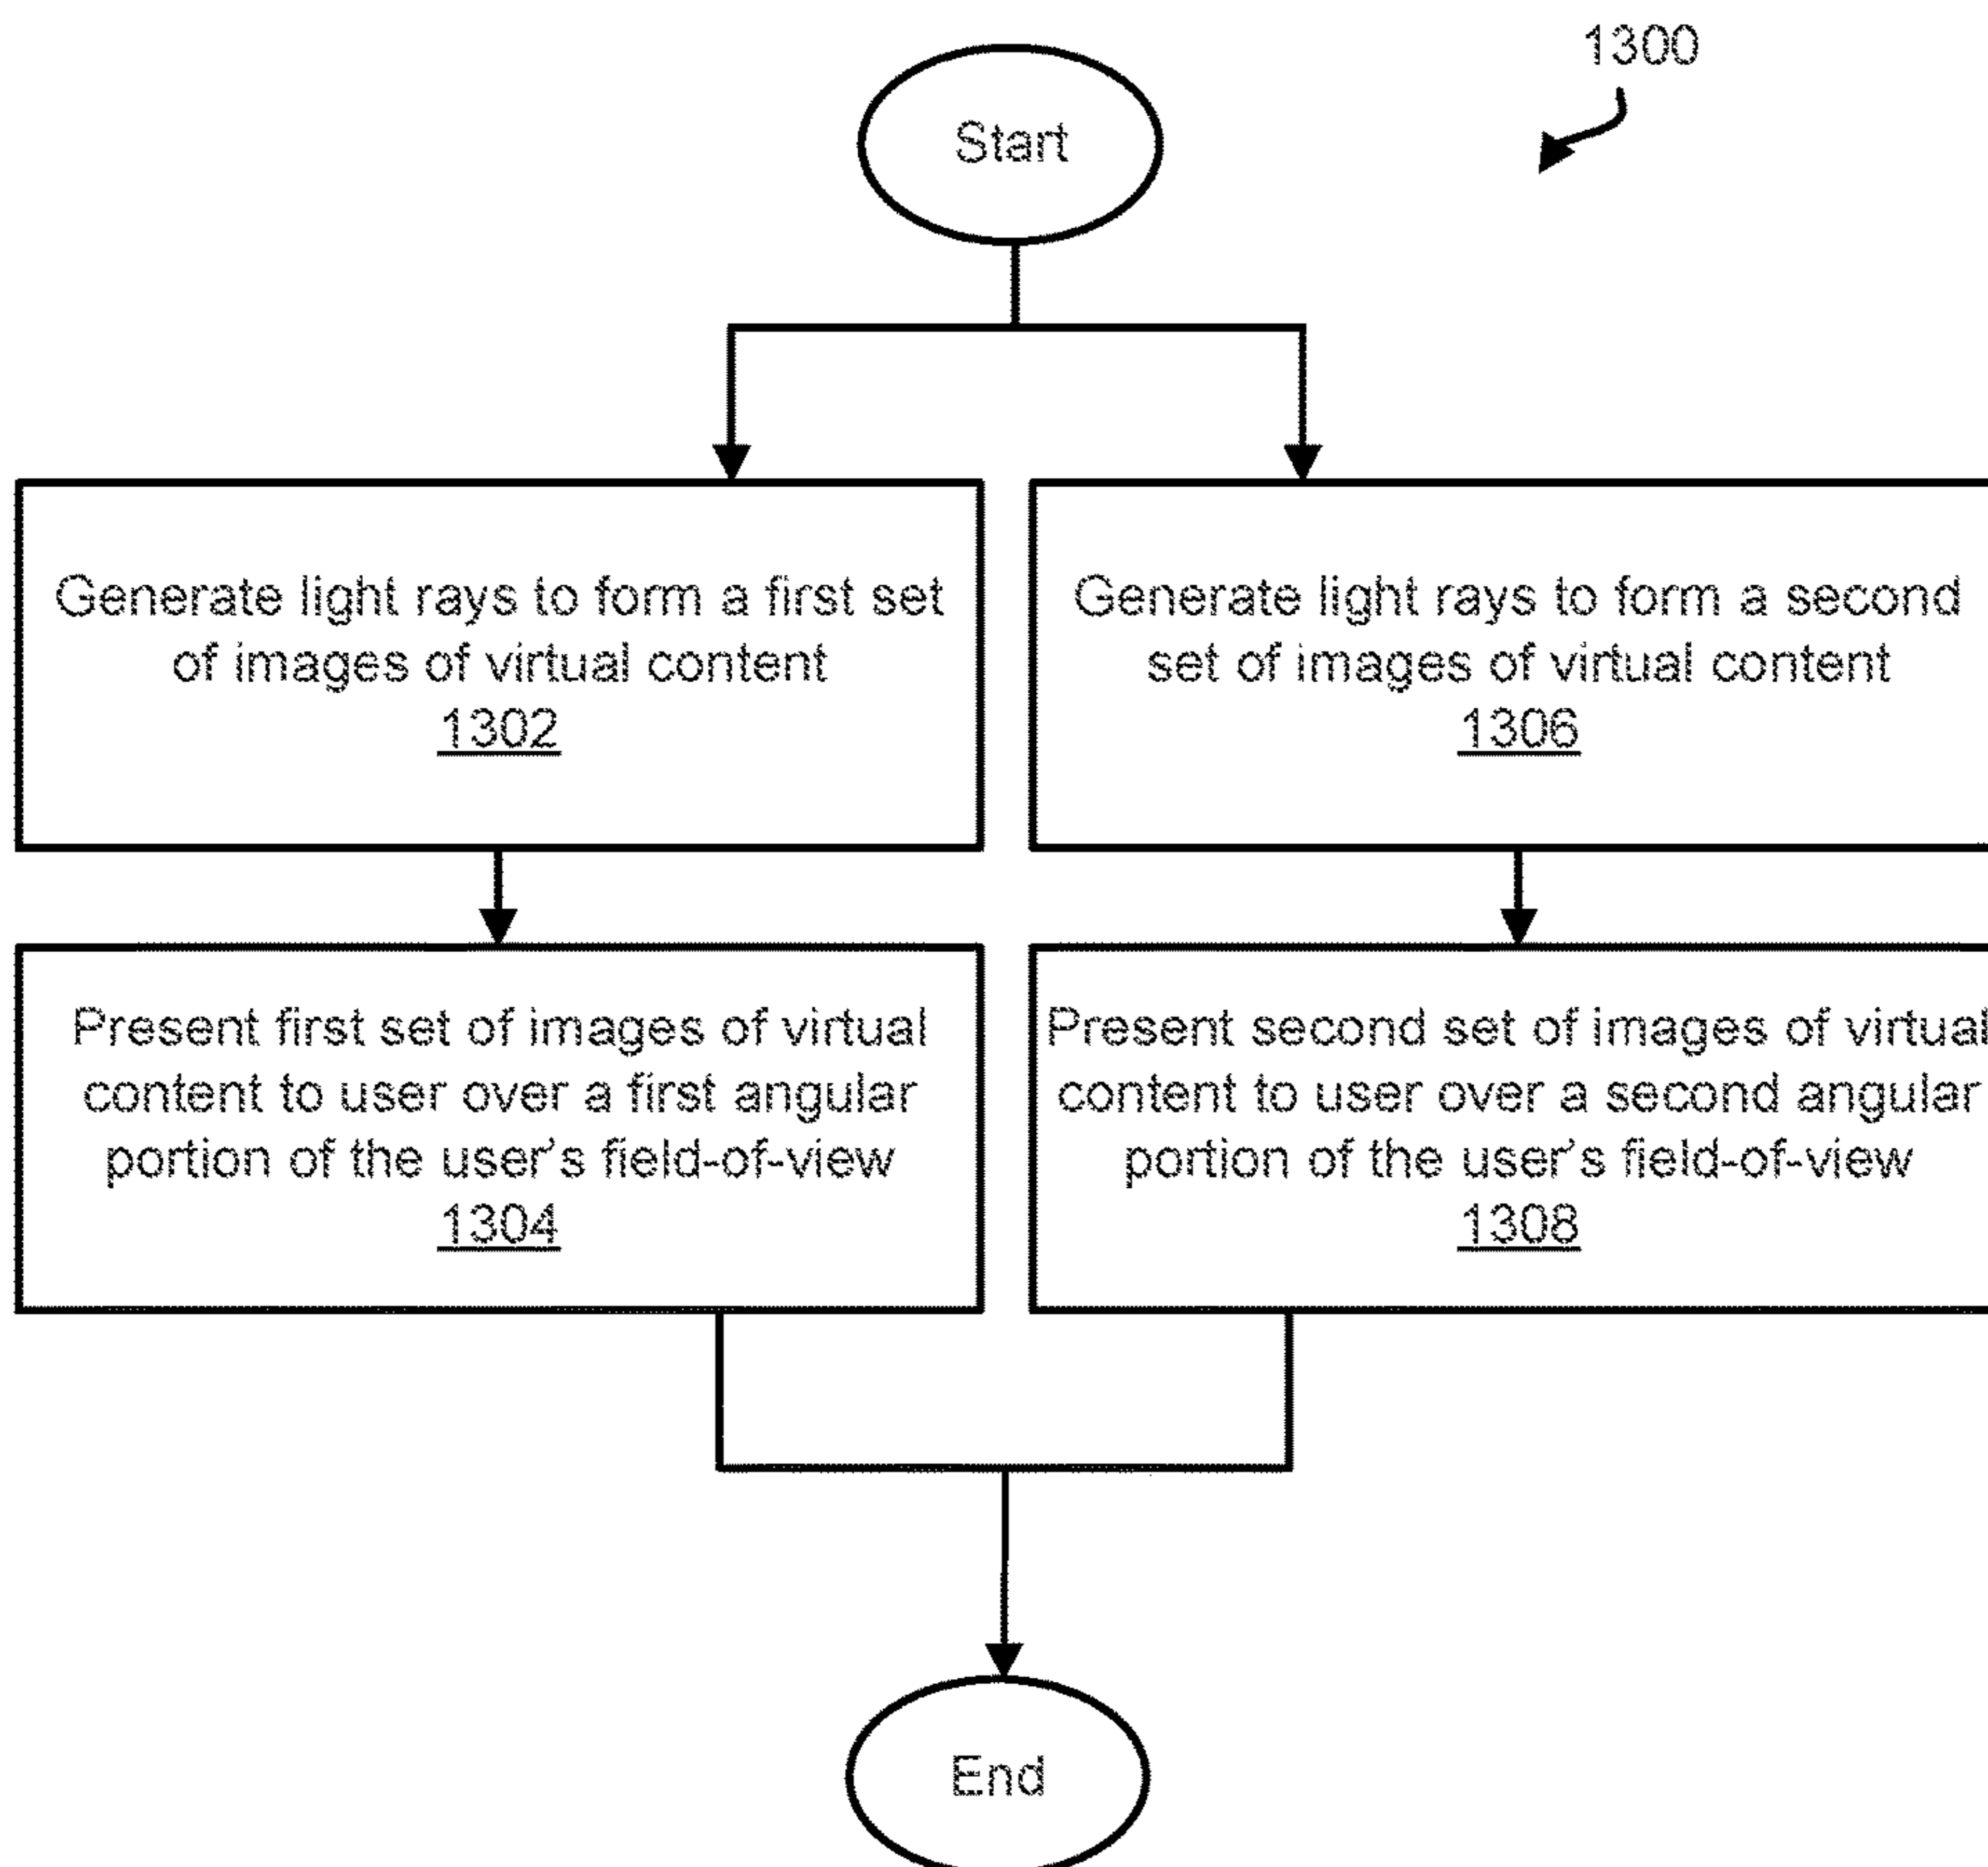 1300
Start
Generate light rays to form a first set
of images of virtual content
1302
Generate light rays to form a second
set of images of virtual content
1306
Present first set of images of virtual
content to user over a first angular
portion of the user's field-of-view
1304
Present second set of images of virtual
content to user over a second angular
portion of the user's field-of-view
1308
End